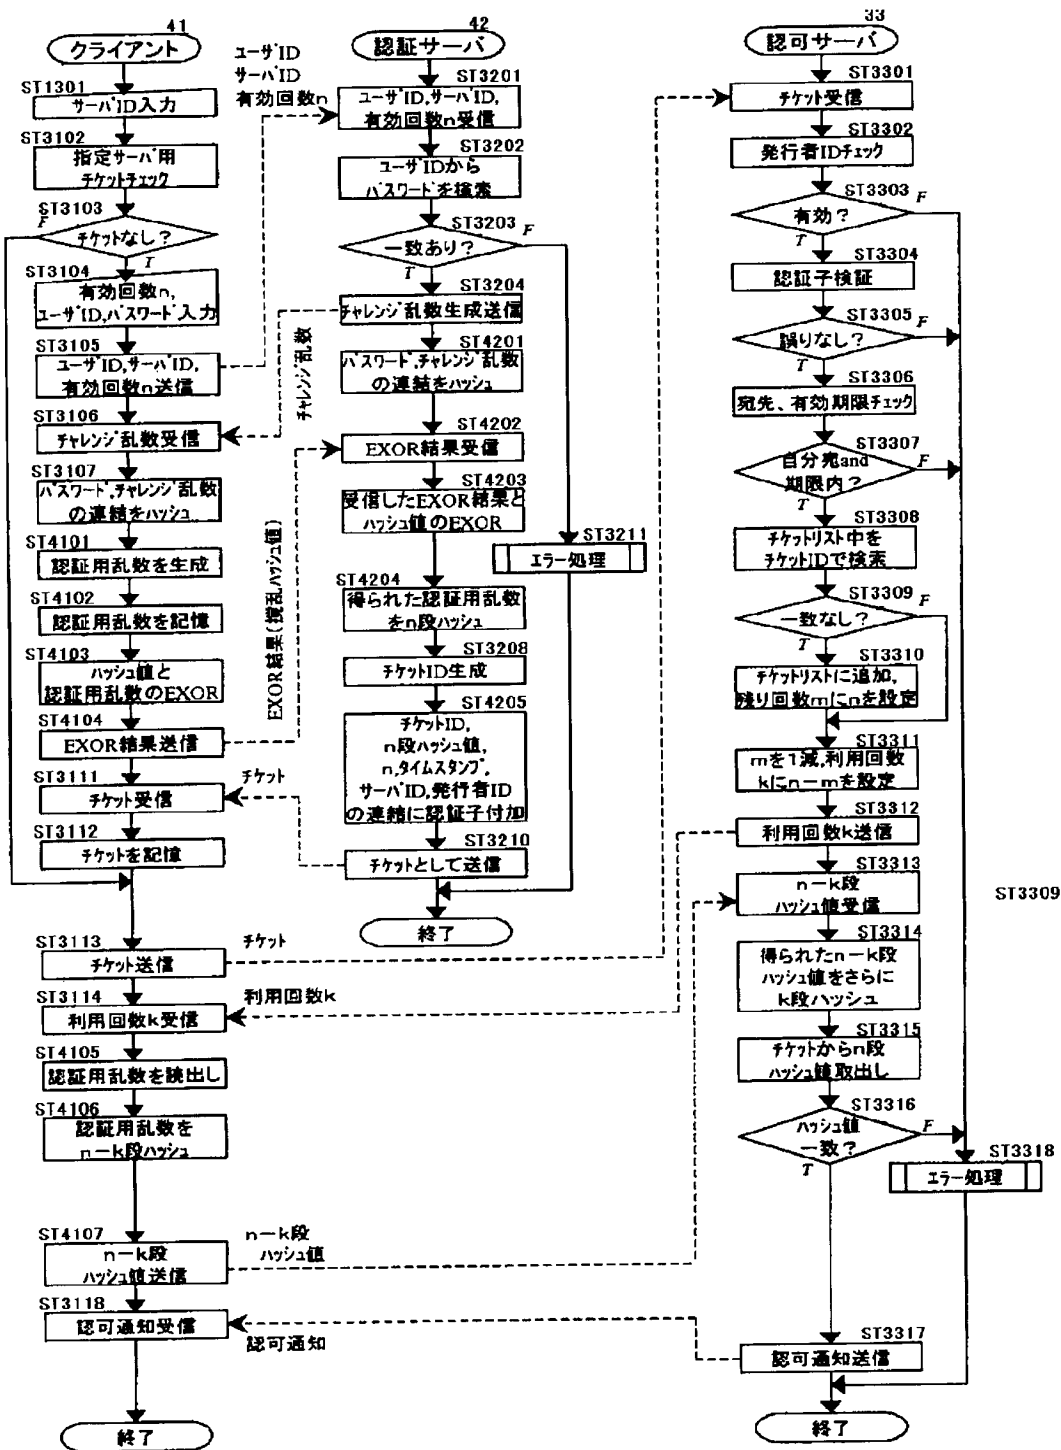 41
クライアント
ST1301
サーバID入力
ST3102
指定サーバ用
チケットチェック
ST3103
F
チケットなし?
T
ST3104
有効回数n,
ユーザID,パスワード入力
ST3105
ユーザID,サーバID,
有効回数n送信
ST3106
チャレンジ乱数受信
ST3107
パスワード,チャレンジ乱数
の連結をハッシュ
ST4101
認証用乱数を生成
ST4102
認証用乱数を記憶
ST4103
ハッシュ値と
認証用乱数のEXOR
ST4104
EXOR結果送信
ST3111
チケット受信
ST3112
チケットを記憶
ST3113
チケット送信
ST3114
利用回数k受信
ST4105
認証用乱数を読出し
ST4106
認証用乱数を
n-k段ハッシュ
ST4107
n-k段
ハッシュ値送信
ST3118
認可通知受信
終了
ユーザID
サーバID
有効回数n
チャレンジ乱数
EXOR結果(撹乱ハッシュ値)
チケット
チケット
利用回数k
n-k段
ハッシュ値
認可通知
42
認証サーバ
ST3201
ユーザID,サーバID,
有効回数n受信
ST3202
ユーザIDから
パスワードを検索
ST3203
F
一致あり?
T
ST3204
チャレンジ乱数生成送信
ST4201
パスワード,チャレンジ乱数
の連結をハッシュ
ST4202
EXOR結果受信
ST4203
受信したEXOR結果と
ハッシュ値のEXOR
ST3211
エラー処理
ST4204
得られた認証用乱数
をn段ハッシュ
ST3208
チケットID生成
ST4205
チケットID,
n段ハッシュ値,
n,タイムスタンプ,
サーバID,発行者ID
の連結に認証子付加
ST3210
チケットとして送信
終了
33
認可サーバ
ST3301
チケット受信
ST3302
発行者IDチェック
ST3303
F
有効?
T
ST3304
認証子検証
ST3305
F
誤りなし?
T
ST3306
宛先、有効期限チェック
ST3307
F
自分宛and
期限内?
T
ST3308
チケットリスト中を
チケットIDで検索
ST3309
F
一致なし?
T
ST3310
チケットリストに追加,
残り回数mにnを設定
ST3311
mを1減,利用回数
kにn-mを設定
ST3312
利用回数k送信
ST3313
n-k段
ハッシュ値受信
ST3309
ST3314
得られたn-k段
ハッシュ値をさらに
k段ハッシュ
ST3315
チケットからn段
ハッシュ値取出し
ST3316
ハッシュ値
一致?
F
T
ST3318
エラー処理
ST3317
認可通知送信
終了